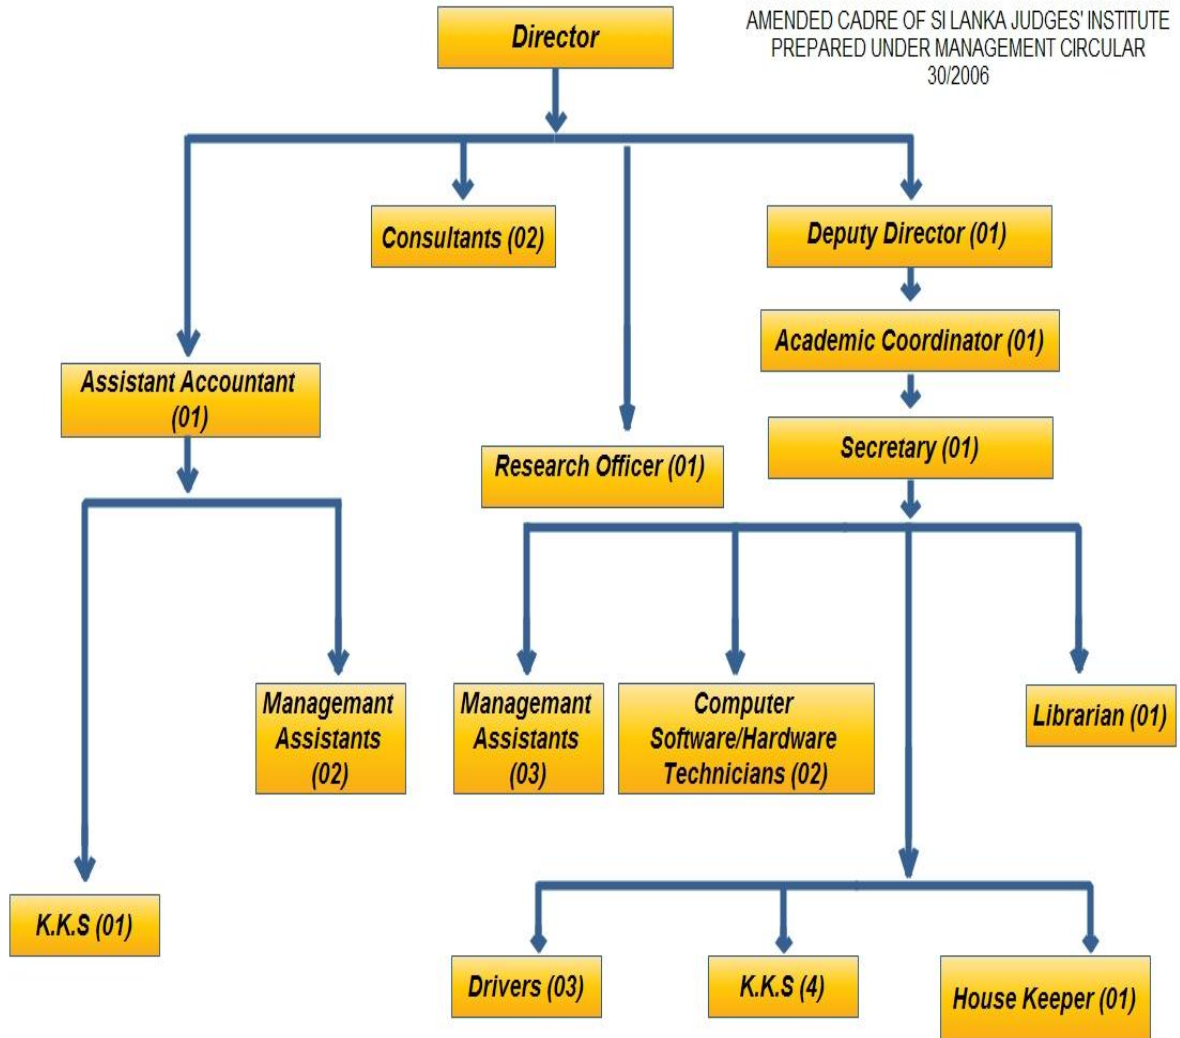 Director
AMENDED CADRE OF SI LANKA JUDGES' INSTITUTE
PREPARED UNDER MANAGEMENT CIRCULAR
30/2006
Consultants (02)
Deputy Director (01)
Academic Coordinator (01)
Assistant Accountant
(01)
Research Officer (01)
Secretary (01)
Managemant
Assistants
(02)
Managemant
Assistants
(03)
Computer
Software/Hardware
Technicians (02)
Librarian (01)
K.K.S (01)
Drivers (03)
K.K.S (4)
House Keeper (01)